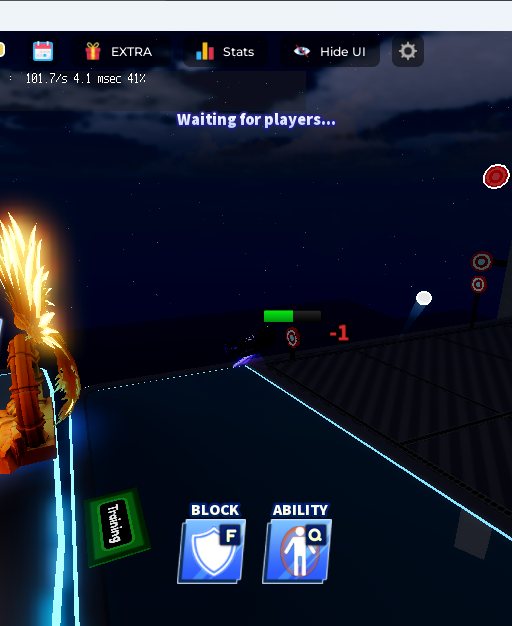 EXTRA
Stats
Hide UI
: 101.7/s 4.1 msec 41%
Waiting for players...
-1
Training
BLOCK
ABILITY
F
Q